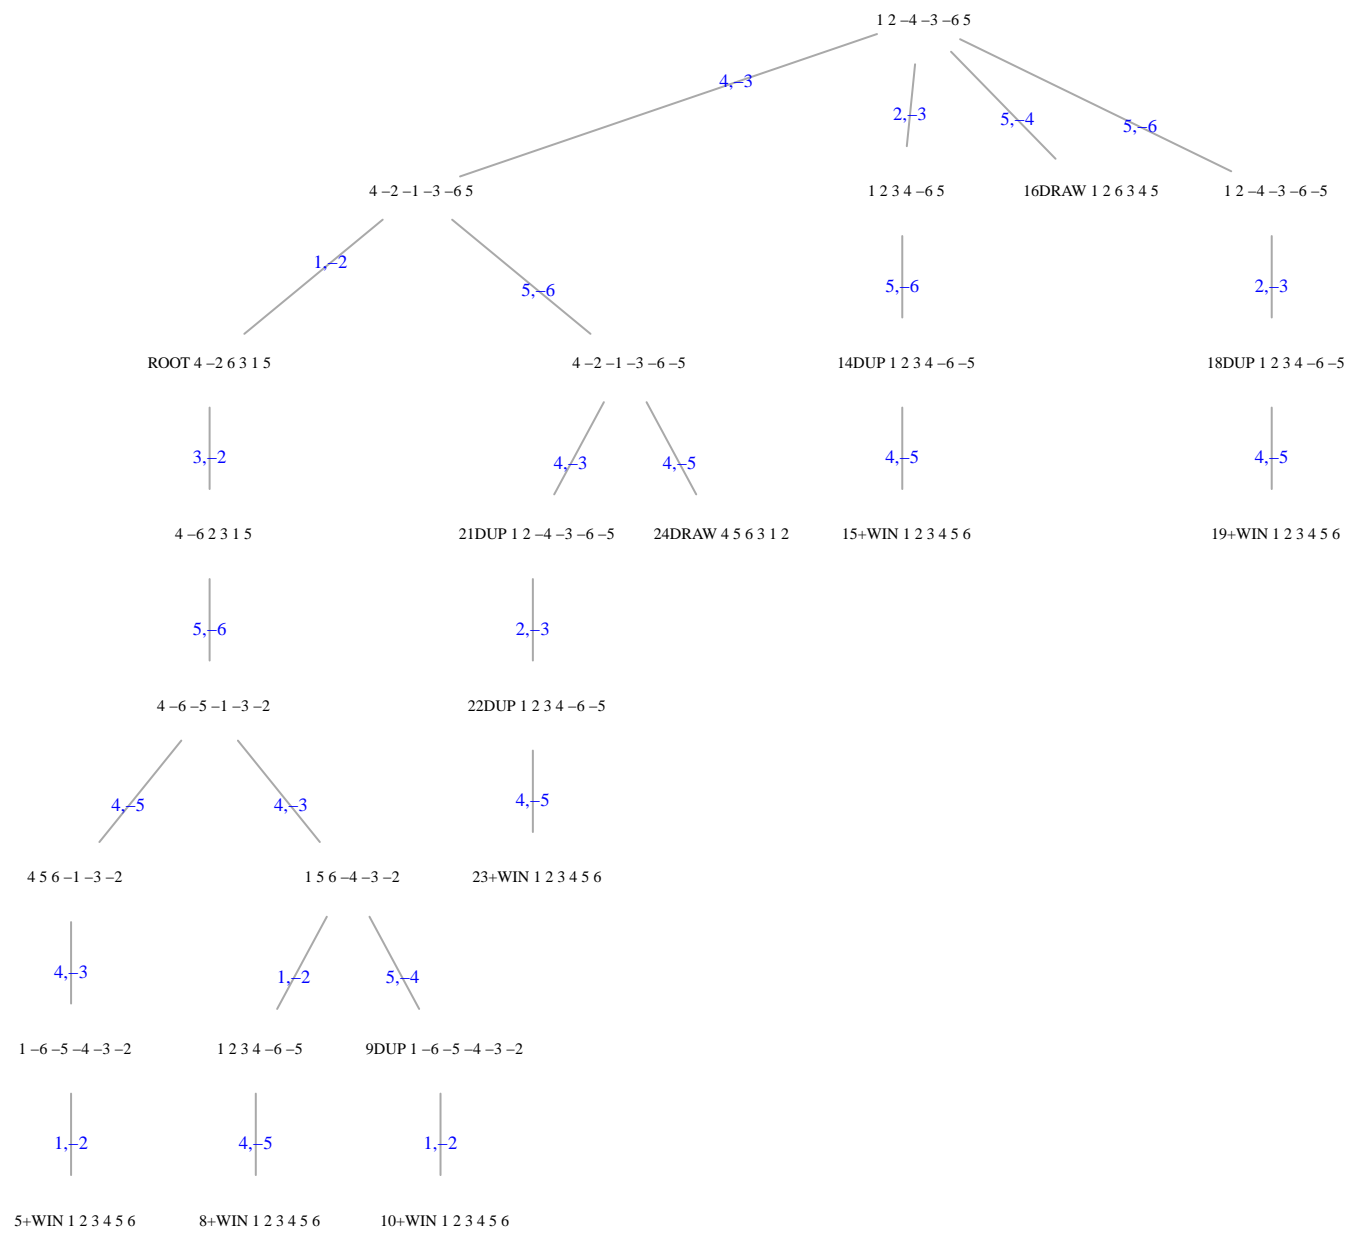 1 2 −4 −3 −6 5
4,−3
2,−3
5,−4
5,−6
4 −2 −1 −3 −6 5
1 2 3 4 −6 5
16DRAW 1 2 6 3 4 5
1 2 −4 −3 −6 −5
1,−2
5,−6
5,−6
2,−3
ROOT 4 −2 6 3 1 5
4 −2 −1 −3 −6 −5
14DUP 1 2 3 4 −6 −5
18DUP 1 2 3 4 −6 −5
3,−2
4,−3
4,−5
4,−5
4,−5
4 −6 2 3 1 5
21DUP 1 2 −4 −3 −6 −5
24DRAW 4 5 6 3 1 2
15+WIN 1 2 3 4 5 6
19+WIN 1 2 3 4 5 6
5,−6
2,−3
4 −6 −5 −1 −3 −2
22DUP 1 2 3 4 −6 −5
4,−5
4,−3
4,−5
4 5 6 −1 −3 −2
1 5 6 −4 −3 −2
23+WIN 1 2 3 4 5 6
4,−3
1,−2
5,−4
1 −6 −5 −4 −3 −2
1 2 3 4 −6 −5
9DUP 1 −6 −5 −4 −3 −2
1,−2
4,−5
1,−2
5+WIN 1 2 3 4 5 6
8+WIN 1 2 3 4 5 6
10+WIN 1 2 3 4 5 6